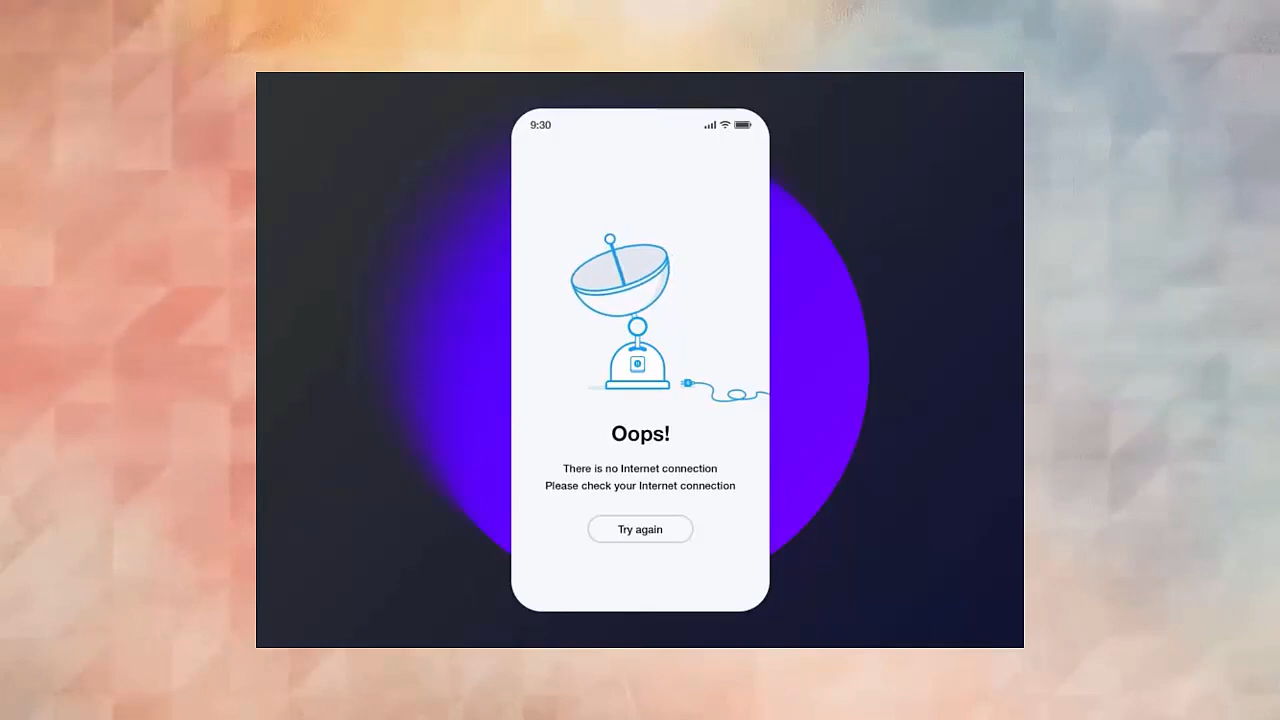 9:30
Oops!
There is no Internet connection
Please check your Internet connection
Try again